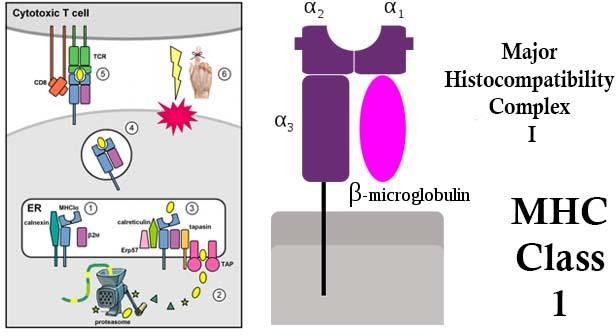 Cytotoxic T cell
TCR
CD8
5
6
4
ER
1
3
MHCIα
calnexin
calreticulin
tapasin
β2M
Erp57
TAP
2
proteasome
α2
α1
α3
β-microglobulin
Major
Histocompatibility
Complex
I
MHC
Class
1